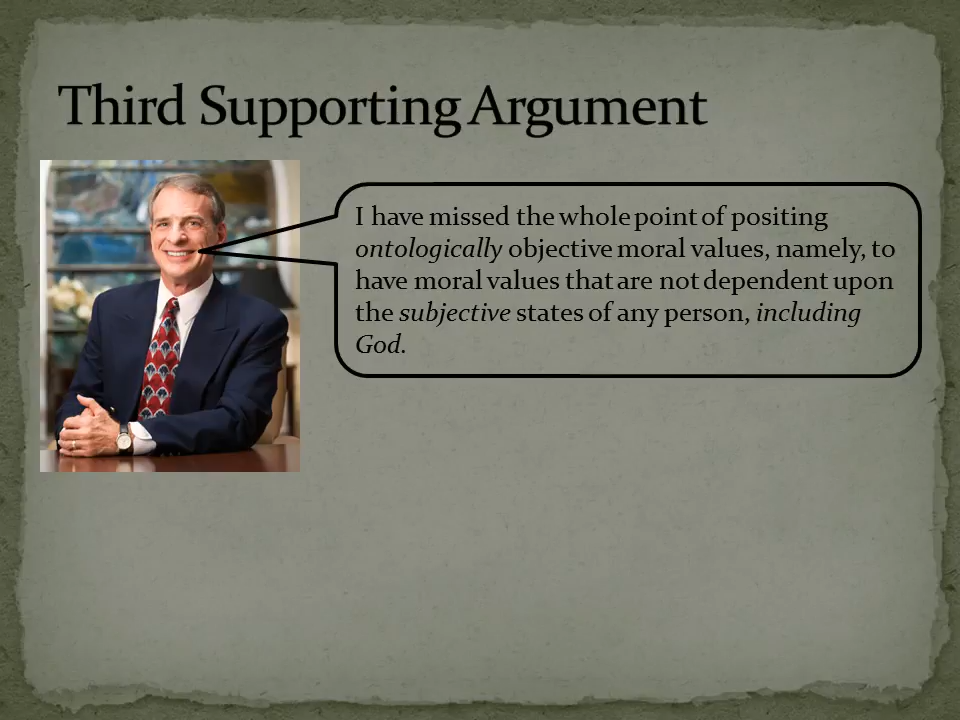 Third Supporting Argument
I have missed the whole point of positing
ontologically objective moral values, namely, to
have moral values that are not dependent upon
the subjective states of any person, including
God.